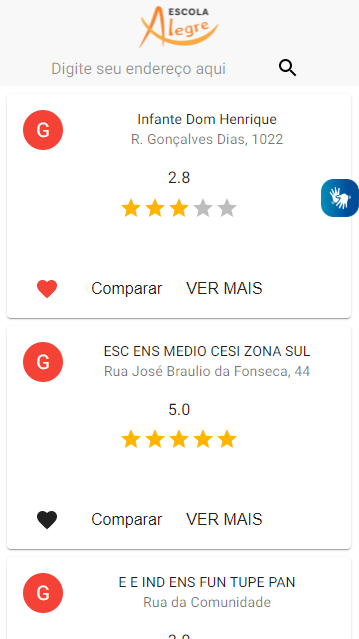 ESCOLA
Alegre
Digite seu endereço aqui
G
Infante Dom Henrique
R. Gonçalves Dias, 1022
2.8
Comparar VER MAIS
G
ESC ENS MEDIO CESI ZONA SUL
Rua José Braulio da Fonseca, 44
5.0
Comparar VER MAIS
G
E E IND ENS FUN TUPE PAN
Rua da Comunidade